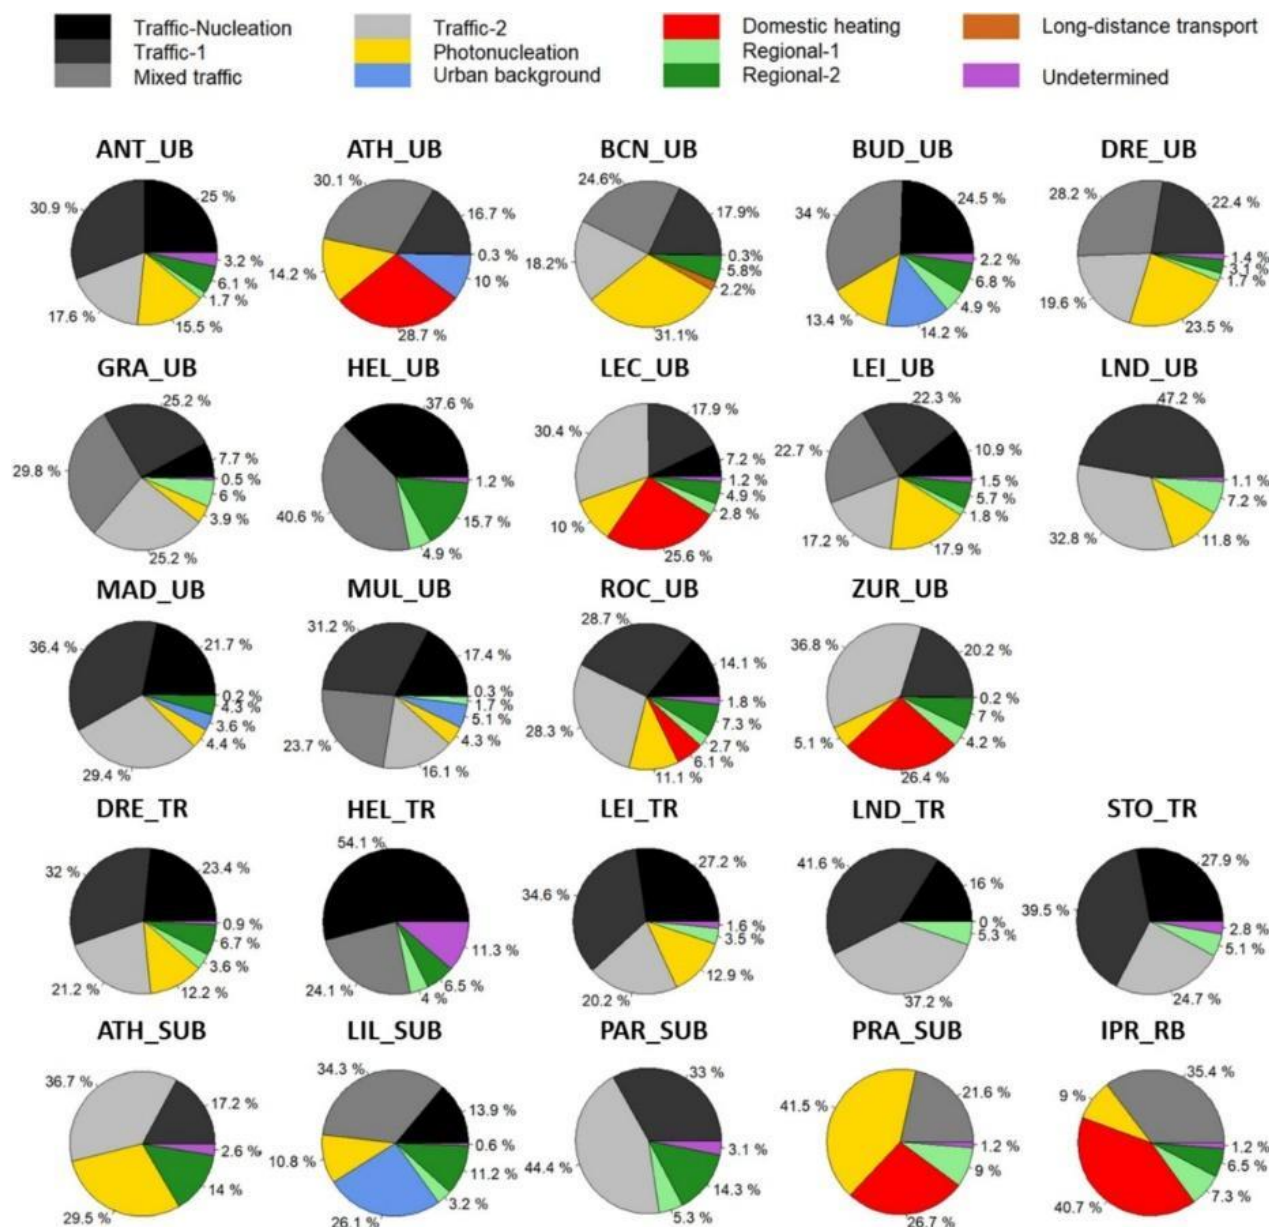 Traffic-Nucleation Traffic-2 Domestic heating Long-distance transport
Traffic-1 Photonucleation Regional-1
Mixed traffic Urban background Regional-2 Undetermined
ANT_UB ATH_UB BCN_UB BUD_UB DRE_UB
30.9 % 25 % 3.2 % 6.1 % 1.7 % 15.5 % 17.6 %
30.1 % 16.7 % 0.3 % 10 % 28.7 % 14.2 %
24.6% 17.9% 0.3% 5.8% 2.2% 31.1% 18.2%
34 % 24.5 % 2.2 % 6.8 % 4.9 % 14.2 % 13.4 %
28.2 % 22.4 % 1.4 % 3.1 % 1.7 % 23.5 % 19.6 %
GRA_UB HEL_UB LEC_UB LEI_UB LND_UB
25.2 % 7.7 % 0.5 % 6 % 3.9 % 25.2 % 29.8 %
37.6 % 1.2 % 15.7 % 4.9 % 40.6 %
30.4 % 17.9 % 7.2 % 1.2 % 4.9 % 2.8 % 25.6 % 10 %
22.3 % 10.9 % 1.5 % 5.7 % 1.8 % 17.9 % 17.2 % 22.7 %
47.2 % 1.1 % 7.2 % 11.8 % 32.8 %
MAD_UB MUL_UB ROC_UB ZUR_UB
36.4 % 21.7 % 0.2 % 4.3 % 3.6 % 4.4 % 29.4 %
31.2 % 17.4 % 0.3 % 1.7 % 5.1 % 4.3 % 16.1 % 23.7 %
28.7 % 14.1 % 1.8 % 7.3 % 2.7 % 6.1 % 11.1 % 28.3 %
36.8 % 20.2 % 0.2 % 7 % 4.2 % 26.4 % 5.1 %
DRE_TR HEL_TR LEI_TR LND_TR STO_TR
32 % 23.4 % 0.9 % 6.7 % 3.6 % 12.2 % 21.2 %
54.1 % 11.3 % 6.5 % 4 % 24.1 %
34.6 % 27.2 % 1.6 % 3.5 % 12.9 % 20.2 %
41.6 % 16 % 0% 5.3 % 37.2 %
39.5 % 27.9 % 2.8 % 5.1 % 24.7 %
ATH_SUB LIL_SUB PAR_SUB PRA_SUB IPR_RB
36.7 % 17.2 % 2.6 % 14 % 29.5 %
34.3 % 13.9 % 0.6 % 11.2 % 3.2 % 26.1 % 10.8 %
33 % 3.1 % 14.3 % 5.3 % 44.4 %
41.5 % 21.6 % 1.2 % 9 % 26.7 %
9 % 35.4 % 1.2 % 6.5 % 7.3 % 40.7 %